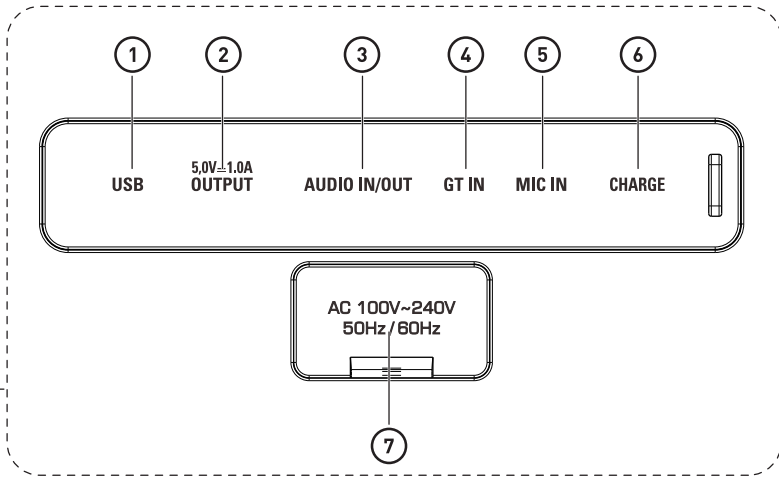 1 2 3 4 5 6
5,0V⎓1.0A
USB OUTPUT AUDIO IN/OUT GT IN MIC IN CHARGE
AC 100V~240V
50Hz/60Hz
7